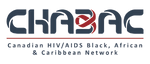 CHABAC
Canadian HIV/AIDS Black, African
& Caribbean Network